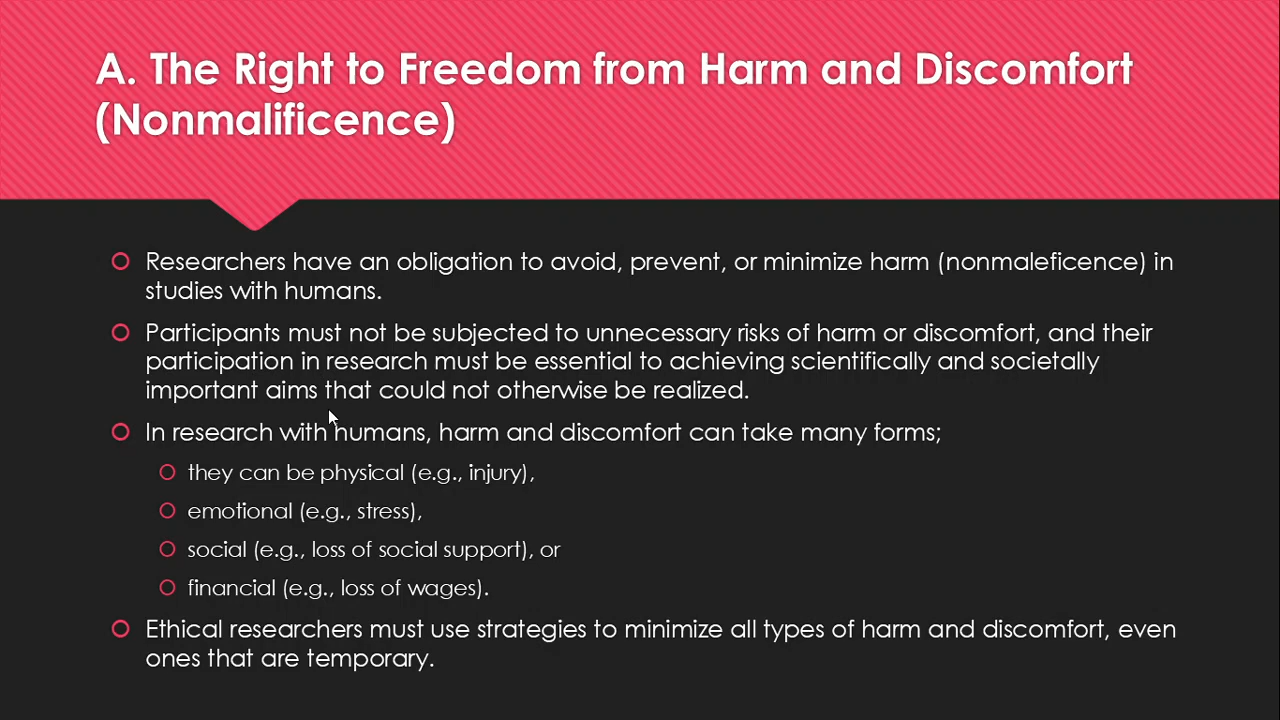 A. The Right to Freedom from Harm and Discomfort
(Nonmalificence)
Researchers have an obligation to avoid, prevent, or minimize harm (nonmaleficence) in
studies with humans.
Participants must not be subjected to unnecessary risks of harm or discomfort, and their
participation in research must be essential to achieving scientifically and societally
important aims that could not otherwise be realized.
In research with humans, harm and discomfort can take many forms;
they can be physical (e.g., injury),
emotional (e.g., stress),
social (e.g., loss of social support), or
financial (e.g., loss of wages).
Ethical researchers must use strategies to minimize all types of harm and discomfort, even
ones that are temporary.